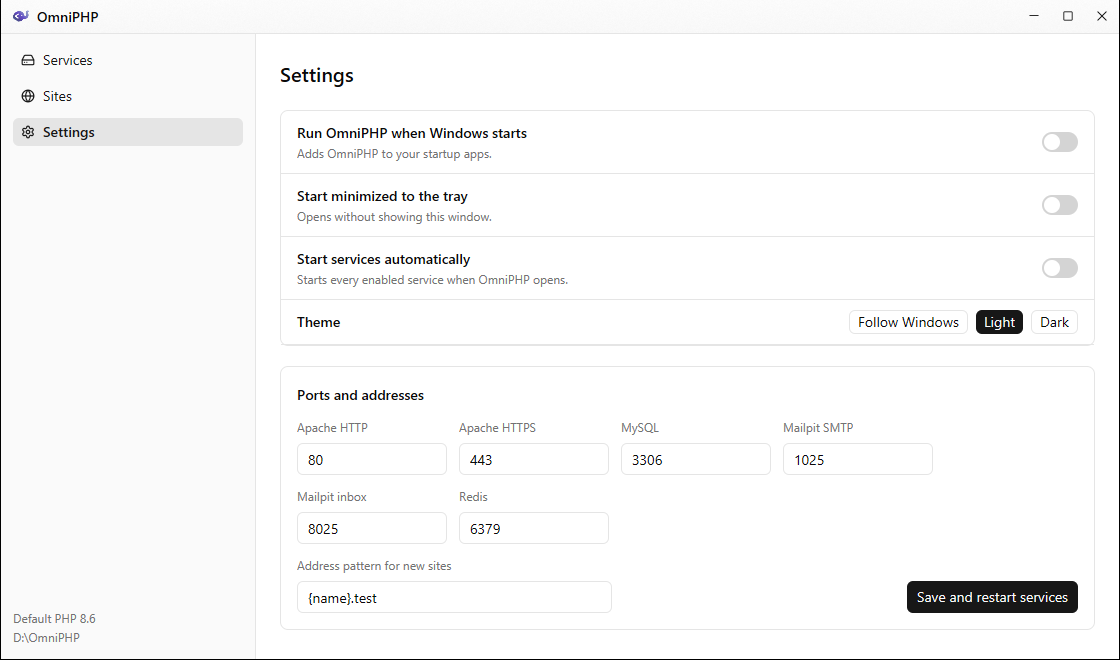 OmniPHP
Services
Sites
Settings
Default PHP 8.6
D:\OmniPHP
Settings
Run OmniPHP when Windows starts
Adds OmniPHP to your startup apps.
Start minimized to the tray
Opens without showing this window.
Start services automatically
Starts every enabled service when OmniPHP opens.
Theme Follow Windows Light Dark
Ports and addresses
Apache HTTP Apache HTTPS MySQL Mailpit SMTP
80 443 3306 1025
Mailpit inbox Redis
8025 6379
Address pattern for new sites
{name}.test Save and restart services